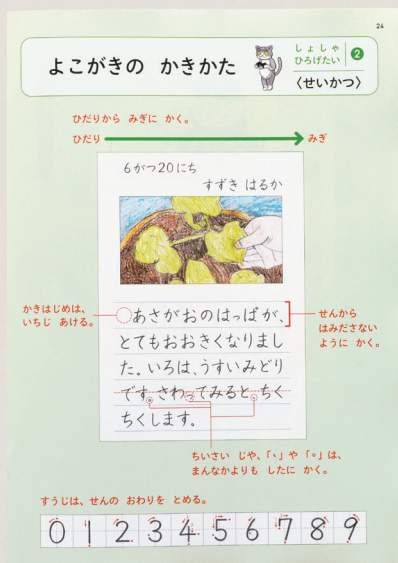 24
よこがきの かきかた
しょしゃ
ひろげたい
2
〈せいかつ〉
ひだりから みぎに かく。
ひだり
みぎ
6がつ20にち
すずき はるか
あさがおのはっぱが、
とてもおおきくなりまし
た。いろは、うすいみどり
です。さわってみると、ちく
ちくします。
かきはじめは、
いちじ あける。
せんから
はみださない
ように かく。
ちいさい じや、「、」や「。」は、
まんなかよりも したに かく。
すうじは、せんの おわりを とめる。
0 1 2 3 4 5 6 7 8 9